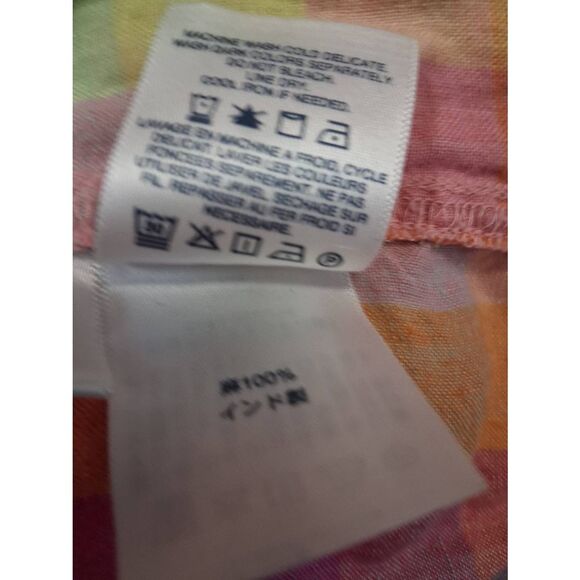 MACHINE WASH COLD DELICATE.
WASH DARK COLORS SEPARATELY.
DO NOT BLEACH.
LINE DRY.
COOL IRON IF NEEDED.
LAVAGE EN MACHINE A FROID, CYCLE
DELICAT. LAVER LES COULEURS
FONCEES SEPAREMENT. NE PAS
UTILISER DE JAVEL. SECHAGE SUR
FIL. REPASSER AU FER FROID SI
NECESSAIRE.
麻100%
インド製